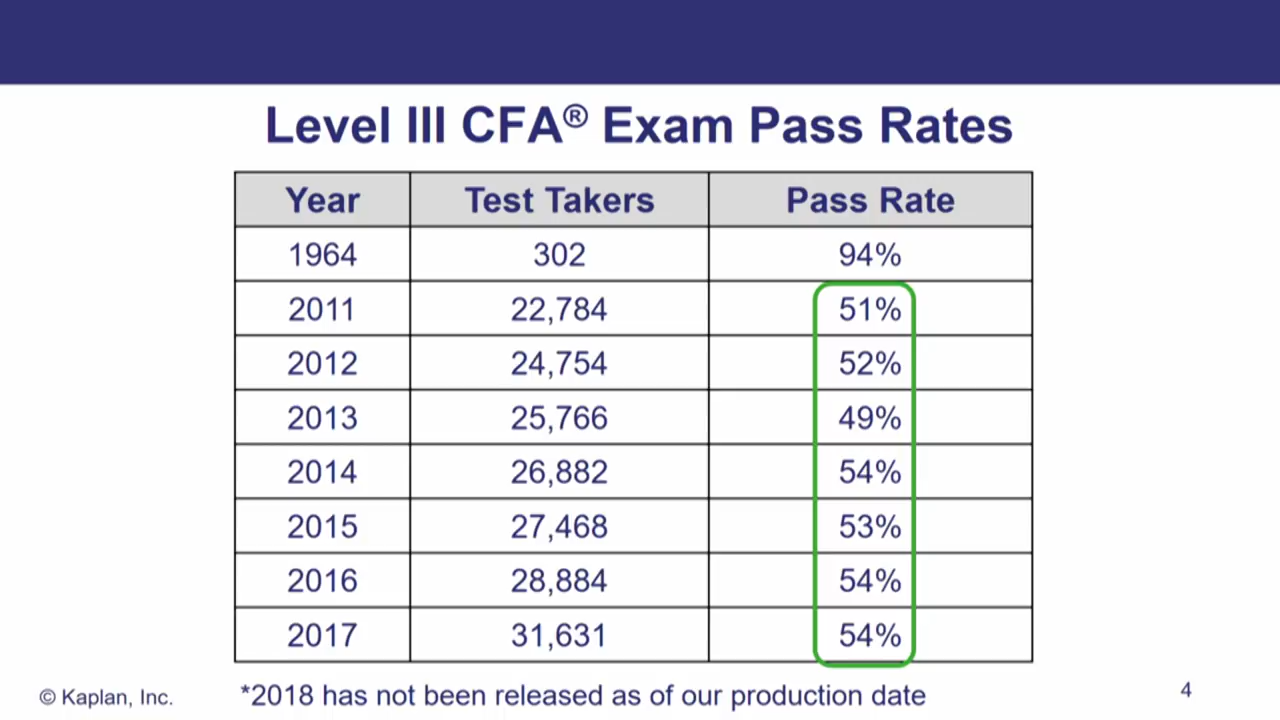 Level III CFA® Exam Pass Rates
Year Test Takers Pass Rate
1964 302 94%
2011 22,784 51%
2012 24,754 52%
2013 25,766 49%
2014 26,882 54%
2015 27,468 53%
2016 28,884 54%
2017 31,631 54%
*2018 has not been released as of our production date
© Kaplan, Inc.
4